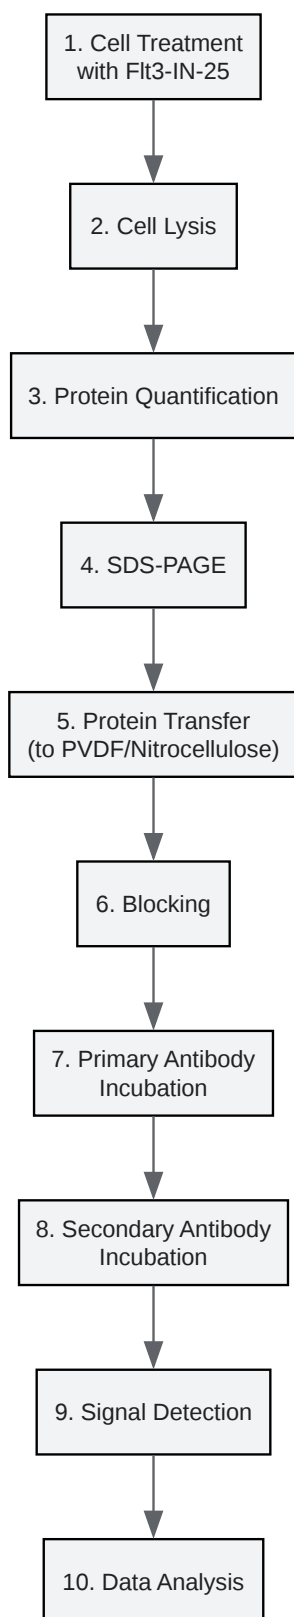 1. Cell Treatment
with Flt3-IN-25
2. Cell Lysis
3. Protein Quantification
4. SDS-PAGE
5. Protein Transfer
(to PVDF/Nitrocellulose)
6. Blocking
7. Primary Antibody
Incubation
8. Secondary Antibody
Incubation
9. Signal Detection
10. Data Analysis